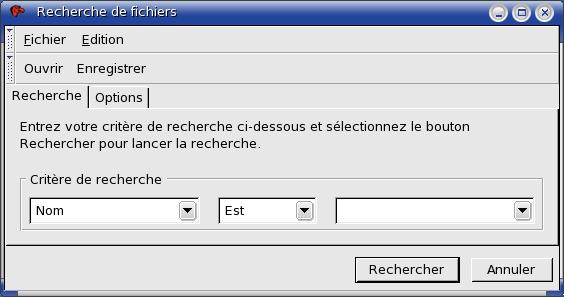 Recherche de fichiers
Fichier Edition
Ouvrir Enregistrer
Recherche Options
Entrez votre critère de recherche ci-dessous et sélectionnez le bouton
Rechercher pour lancer la recherche.
Critère de recherche
Nom Est
Rechercher Annuler